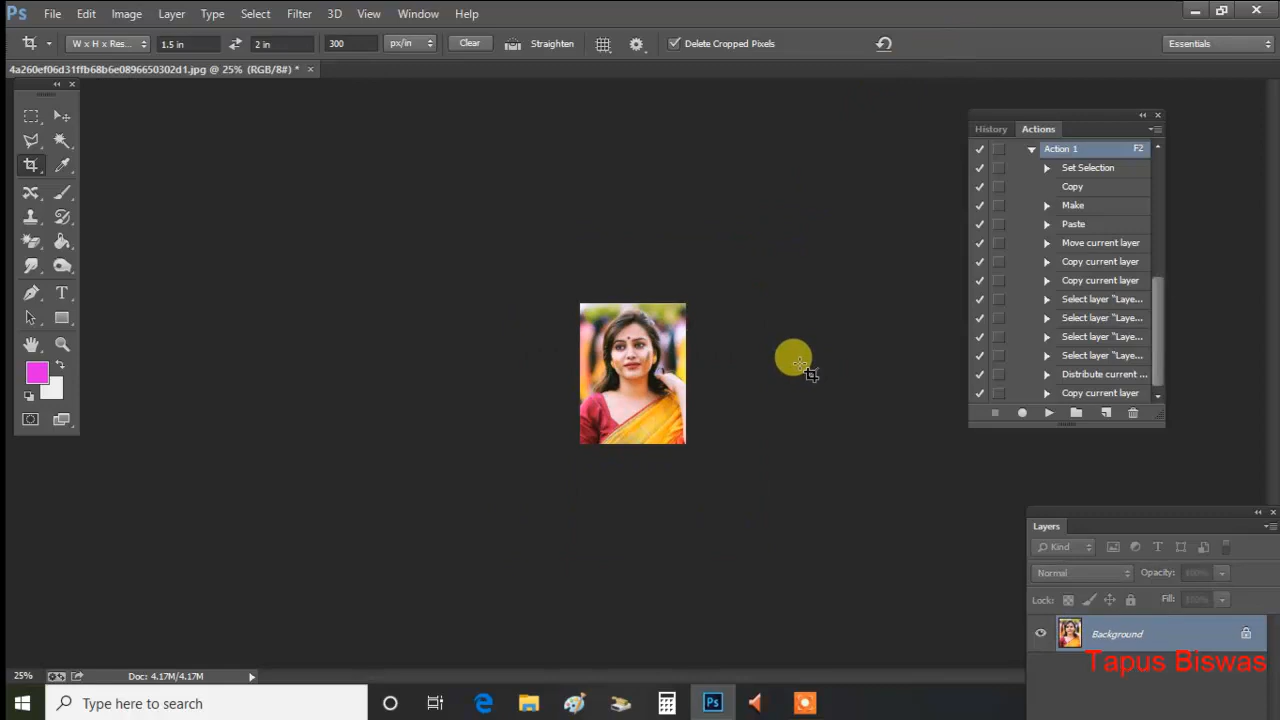 Ps File Edit Image Layer Type Select Filter 3D View Window Help
W x H x Res... 1.5 in 2 in 300 px/in Clear Straighten Delete Cropped Pixels Essentials
4a260ef06d31ffb68b6e0896650302d1.jpg @ 25% (RGB/8#) *
History Actions
Action 1 F2
Set Selection
Copy
Make
Paste
Move current layer
Copy current layer
Copy current layer
Select layer "Laye...
Select layer "Laye...
Select layer "Laye...
Select layer "Laye...
Distribute current ...
Copy current layer
Layers
Kind
Normal Opacity: 100%
Lock: Fill: 100%
Background
Tapus Biswas
25% Doc: 4.17M/4.17M
Type here to search
Ps